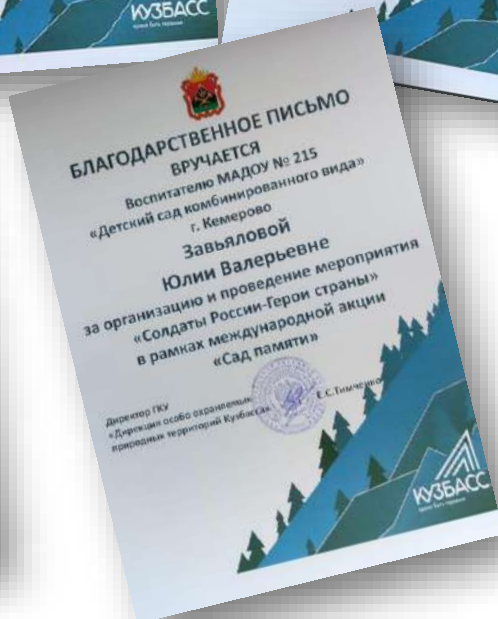 КУЗБАСС
БЛАГОДАРСТВЕННОЕ ПИСЬМО
ВРУЧАЕТСЯ
Воспитателю МАДОУ № 215
«Детский сад комбинированного вида»
г. Кемерово
Завьяловой
Юлии Валерьевне
за организацию и проведение мероприятия
«Солдаты России-Герои страны»
в рамках международной акции
«Сад памяти»
Директор ГКУ
«Дирекция особо охраняемых
природных территорий Кузбасса»
Е.С.Тимченко
КУЗБАСС